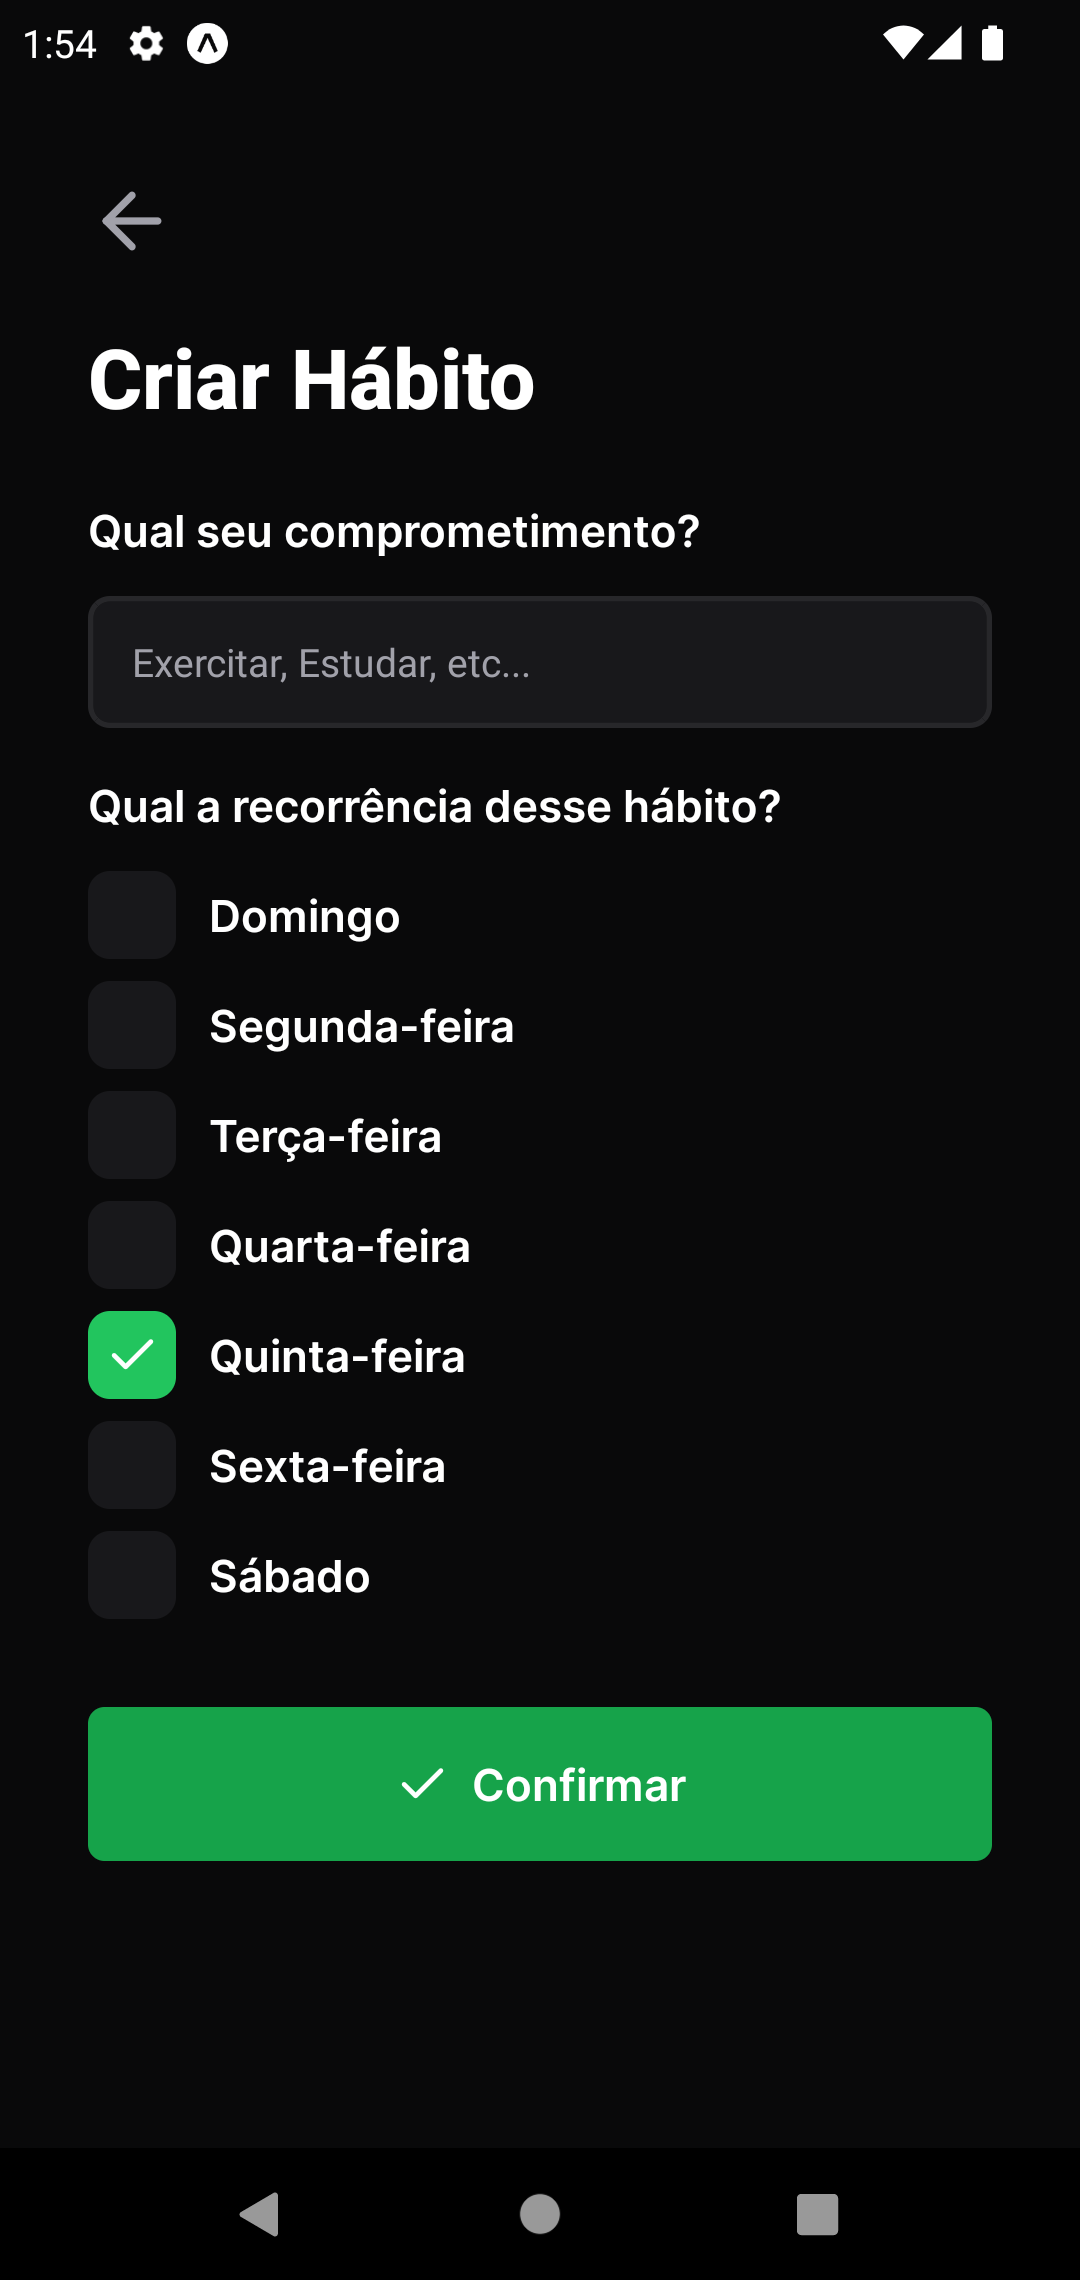 1:54
Criar Hábito
Qual seu comprometimento?
Exercitar, Estudar, etc...
Qual a recorrência desse hábito?
Domingo
Segunda-feira
Terça-feira
Quarta-feira
Quinta-feira
Sexta-feira
Sábado
Confirmar